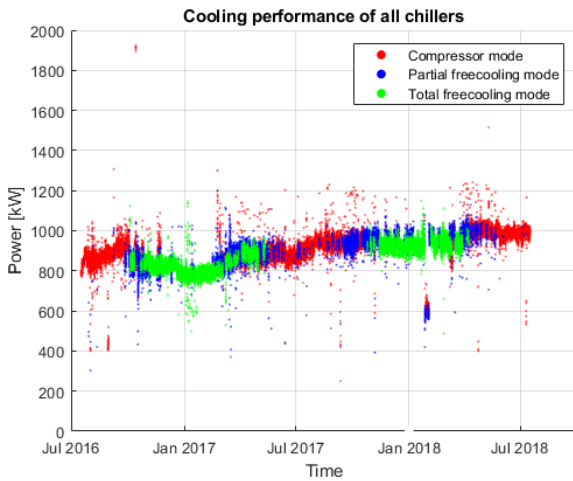 Cooling performance of all chillers
2000
1800
1600
1400
1200
1000
800
600
400
200
0
Power [kW]
Compressor mode
Partial freecooling mode
Total freecooling mode
Jul 2016 Jan 2017 Jul 2017 Jan 2018 Jul 2018
Time